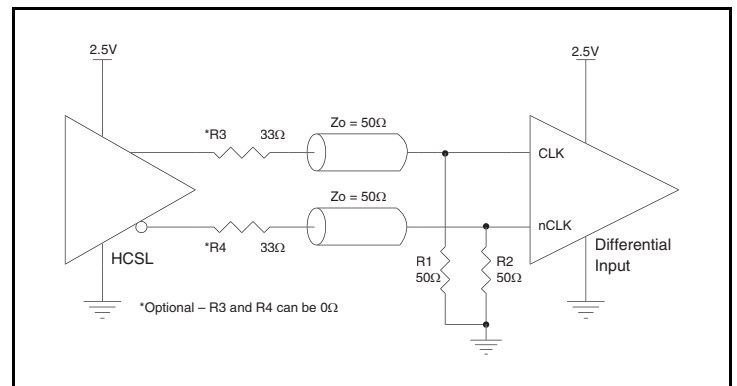 2.5V
2.5V
*R3 33Ω
Zo = 50Ω
CLK
Zo = 50Ω
nCLK
*R4 33Ω
HCSL
R1
50Ω
R2
50Ω
Differential
Input
*Optional – R3 and R4 can be 0Ω